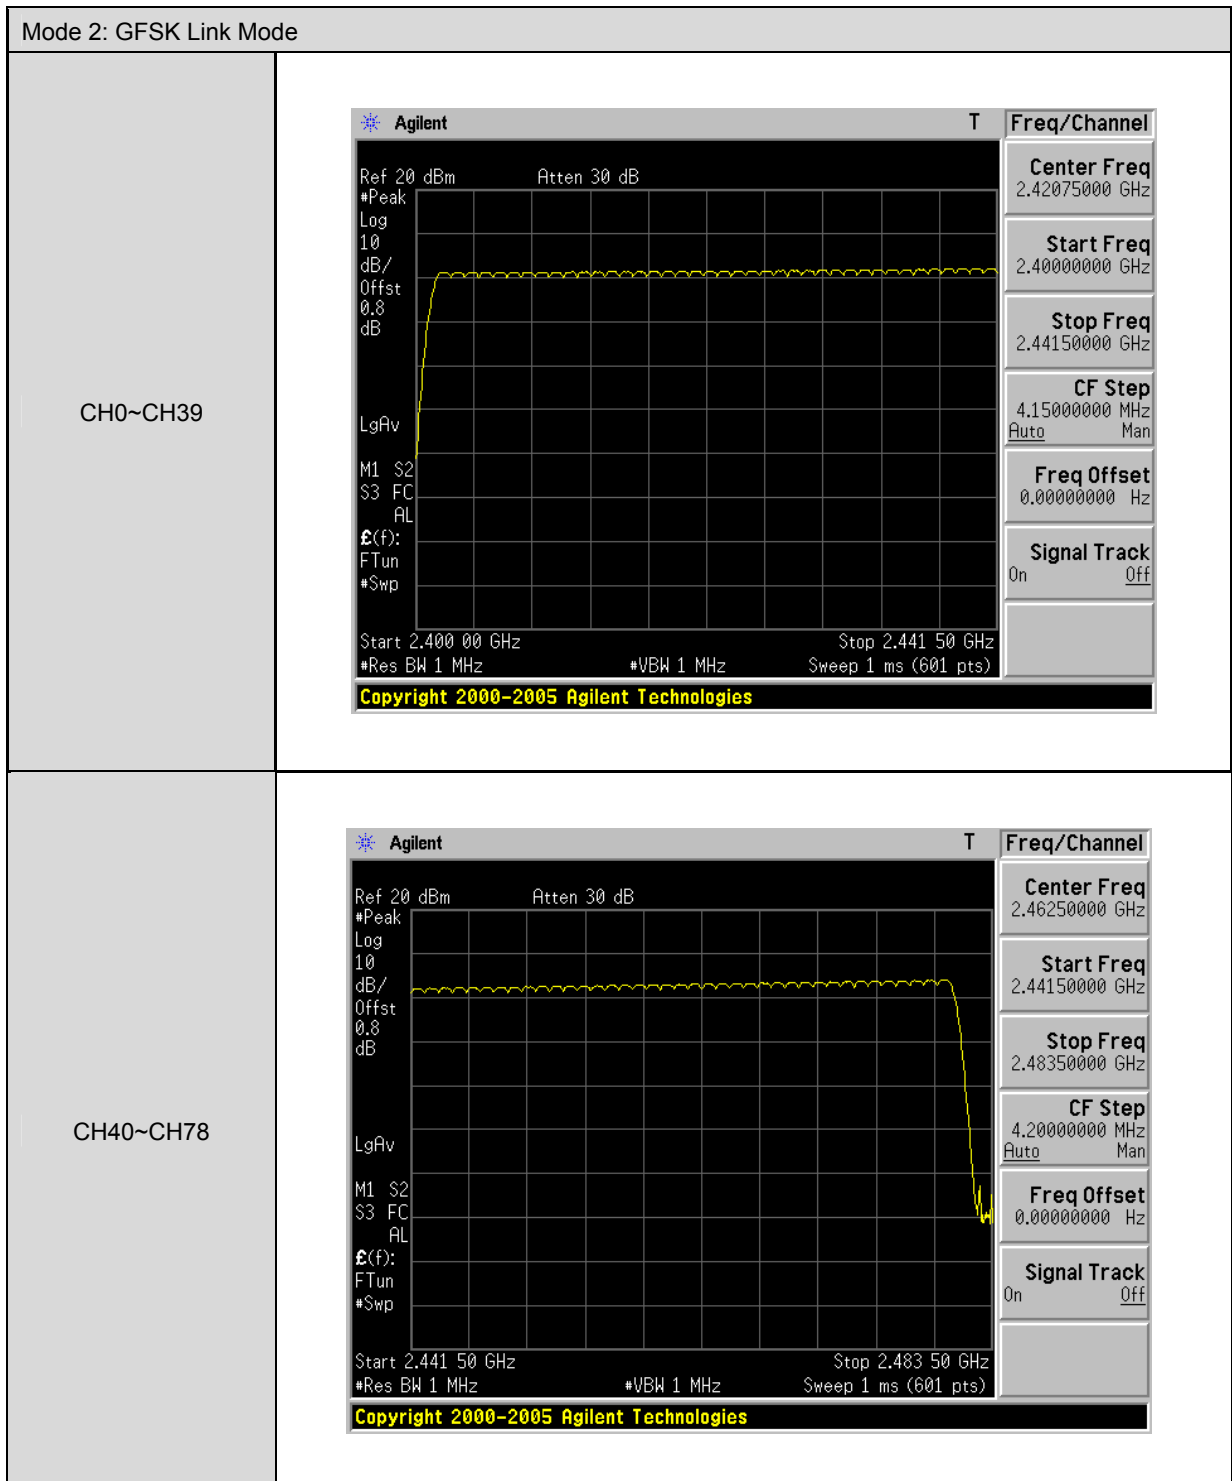 Mode 2: GFSK Link Mode
CH0~CH39
Agilent T Freq/Channel
Ref 20 dBm Atten 30 dB
#Peak
Log
10
dB/
Offst
0.8
dB
LgAv
M1 S2
S3 FC
AL
£(f):
FTun
#Swp
Start 2.400 00 GHz Stop 2.441 50 GHz
#Res BW 1 MHz #VBW 1 MHz Sweep 1 ms (601 pts)
Copyright 2000-2005 Agilent Technologies
Center Freq
2.42075000 GHz
Start Freq
2.40000000 GHz
Stop Freq
2.44150000 GHz
CF Step
4.15000000 MHz
Auto Man
Freq Offset
0.00000000 Hz
Signal Track
On Off
CH40~CH78
Agilent T Freq/Channel
Ref 20 dBm Atten 30 dB
#Peak
Log
10
dB/
Offst
0.8
dB
LgAv
M1 S2
S3 FC
AL
£(f):
FTun
#Swp
Start 2.441 50 GHz Stop 2.483 50 GHz
#Res BW 1 MHz #VBW 1 MHz Sweep 1 ms (601 pts)
Copyright 2000-2005 Agilent Technologies
Center Freq
2.46250000 GHz
Start Freq
2.44150000 GHz
Stop Freq
2.48350000 GHz
CF Step
4.20000000 MHz
Auto Man
Freq Offset
0.00000000 Hz
Signal Track
On Off